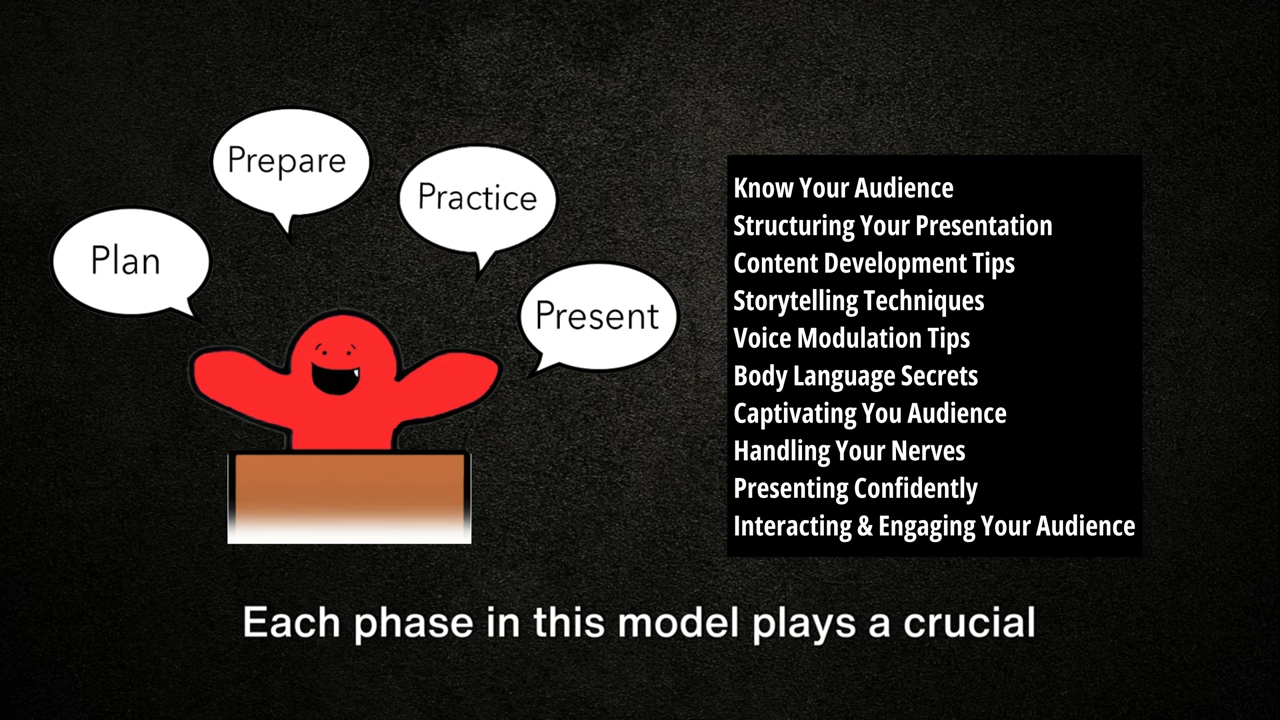 Plan
Prepare
Practice
Present
Know Your Audience
Structuring Your Presentation
Content Development Tips
Storytelling Techniques
Voice Modulation Tips
Body Language Secrets
Captivating You Audience
Handling Your Nerves
Presenting Confidently
Interacting & Engaging Your Audience
Each phase in this model plays a crucial